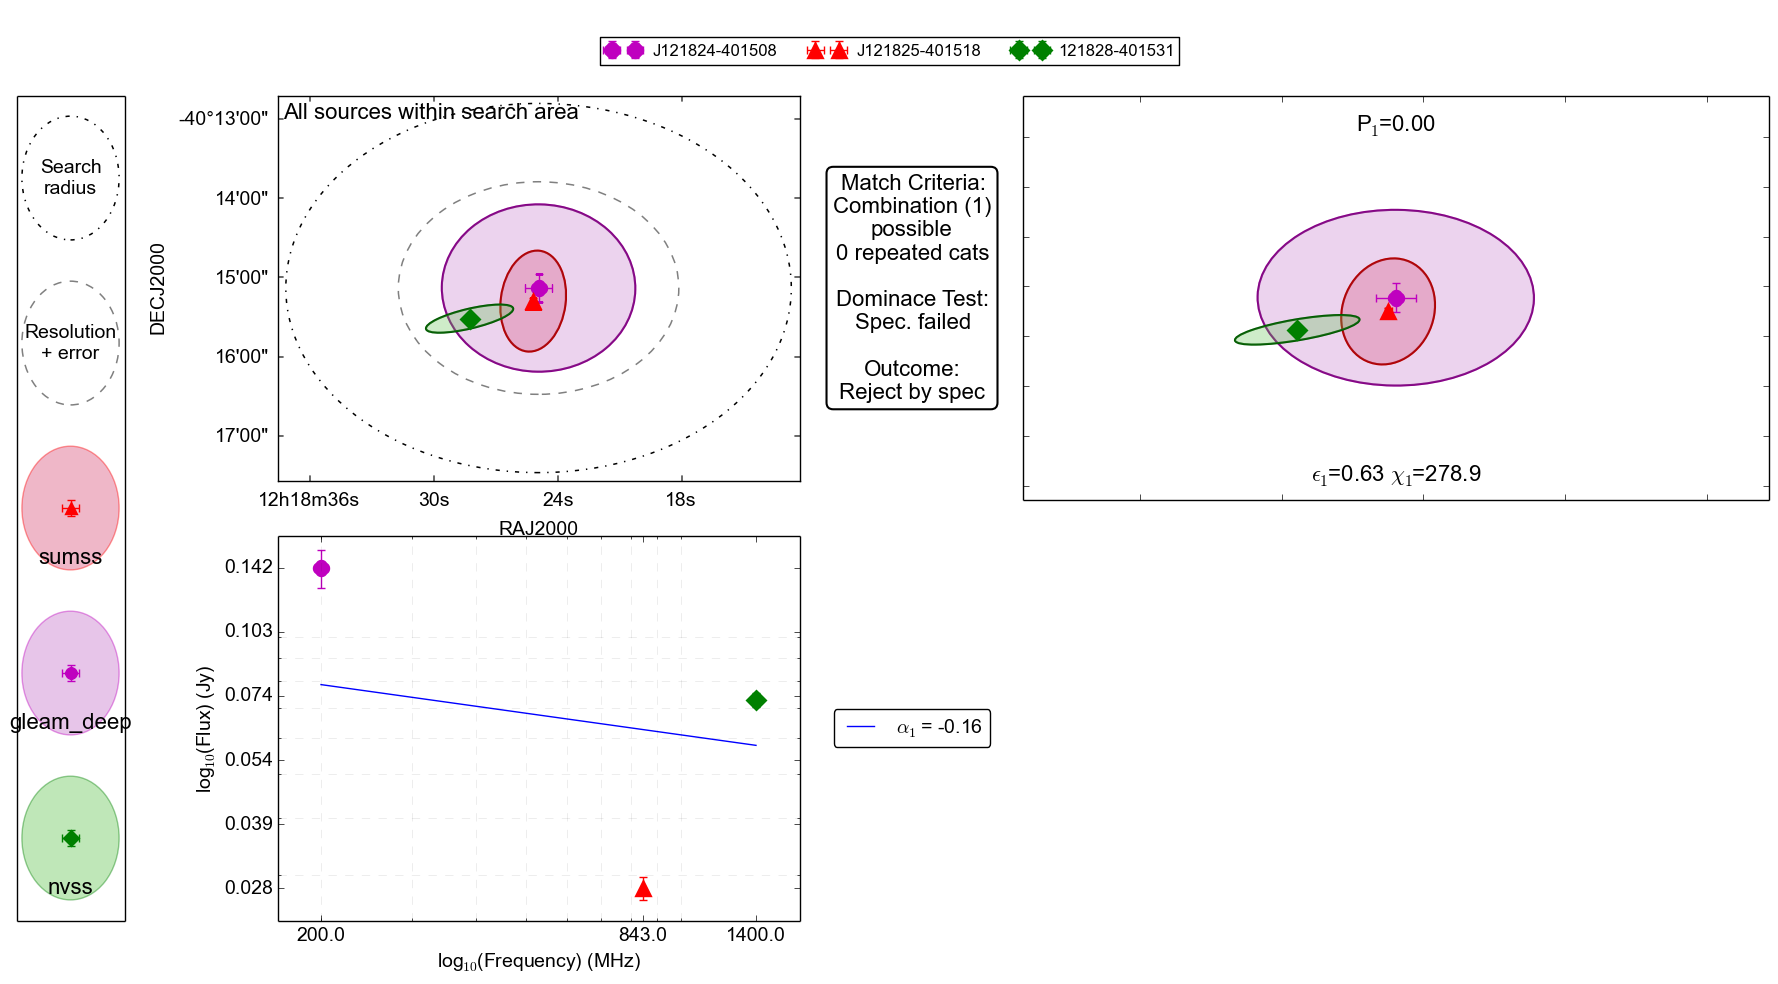 J121824-401508 J121825-401518 121828-401531
Search
radius
Resolution
+ error
sumss
gleam_deep
nvss
All sources within search area
DECJ2000
-40°13'00"
14'00"
15'00"
16'00"
17'00"
12h18m36s 30s 24s 18s
RAJ2000
Match Criteria:
Combination (1)
possible
0 repeated cats
Dominace Test:
Spec. failed
Outcome:
Reject by spec
P₁=0.00
ϵ₁=0.63 χ₁=278.9
log₁₀(Flux) (Jy)
0.142
0.103
0.074
0.054
0.039
0.028
200.0 843.0 1400.0
log₁₀(Frequency) (MHz)
α₁ = -0.16